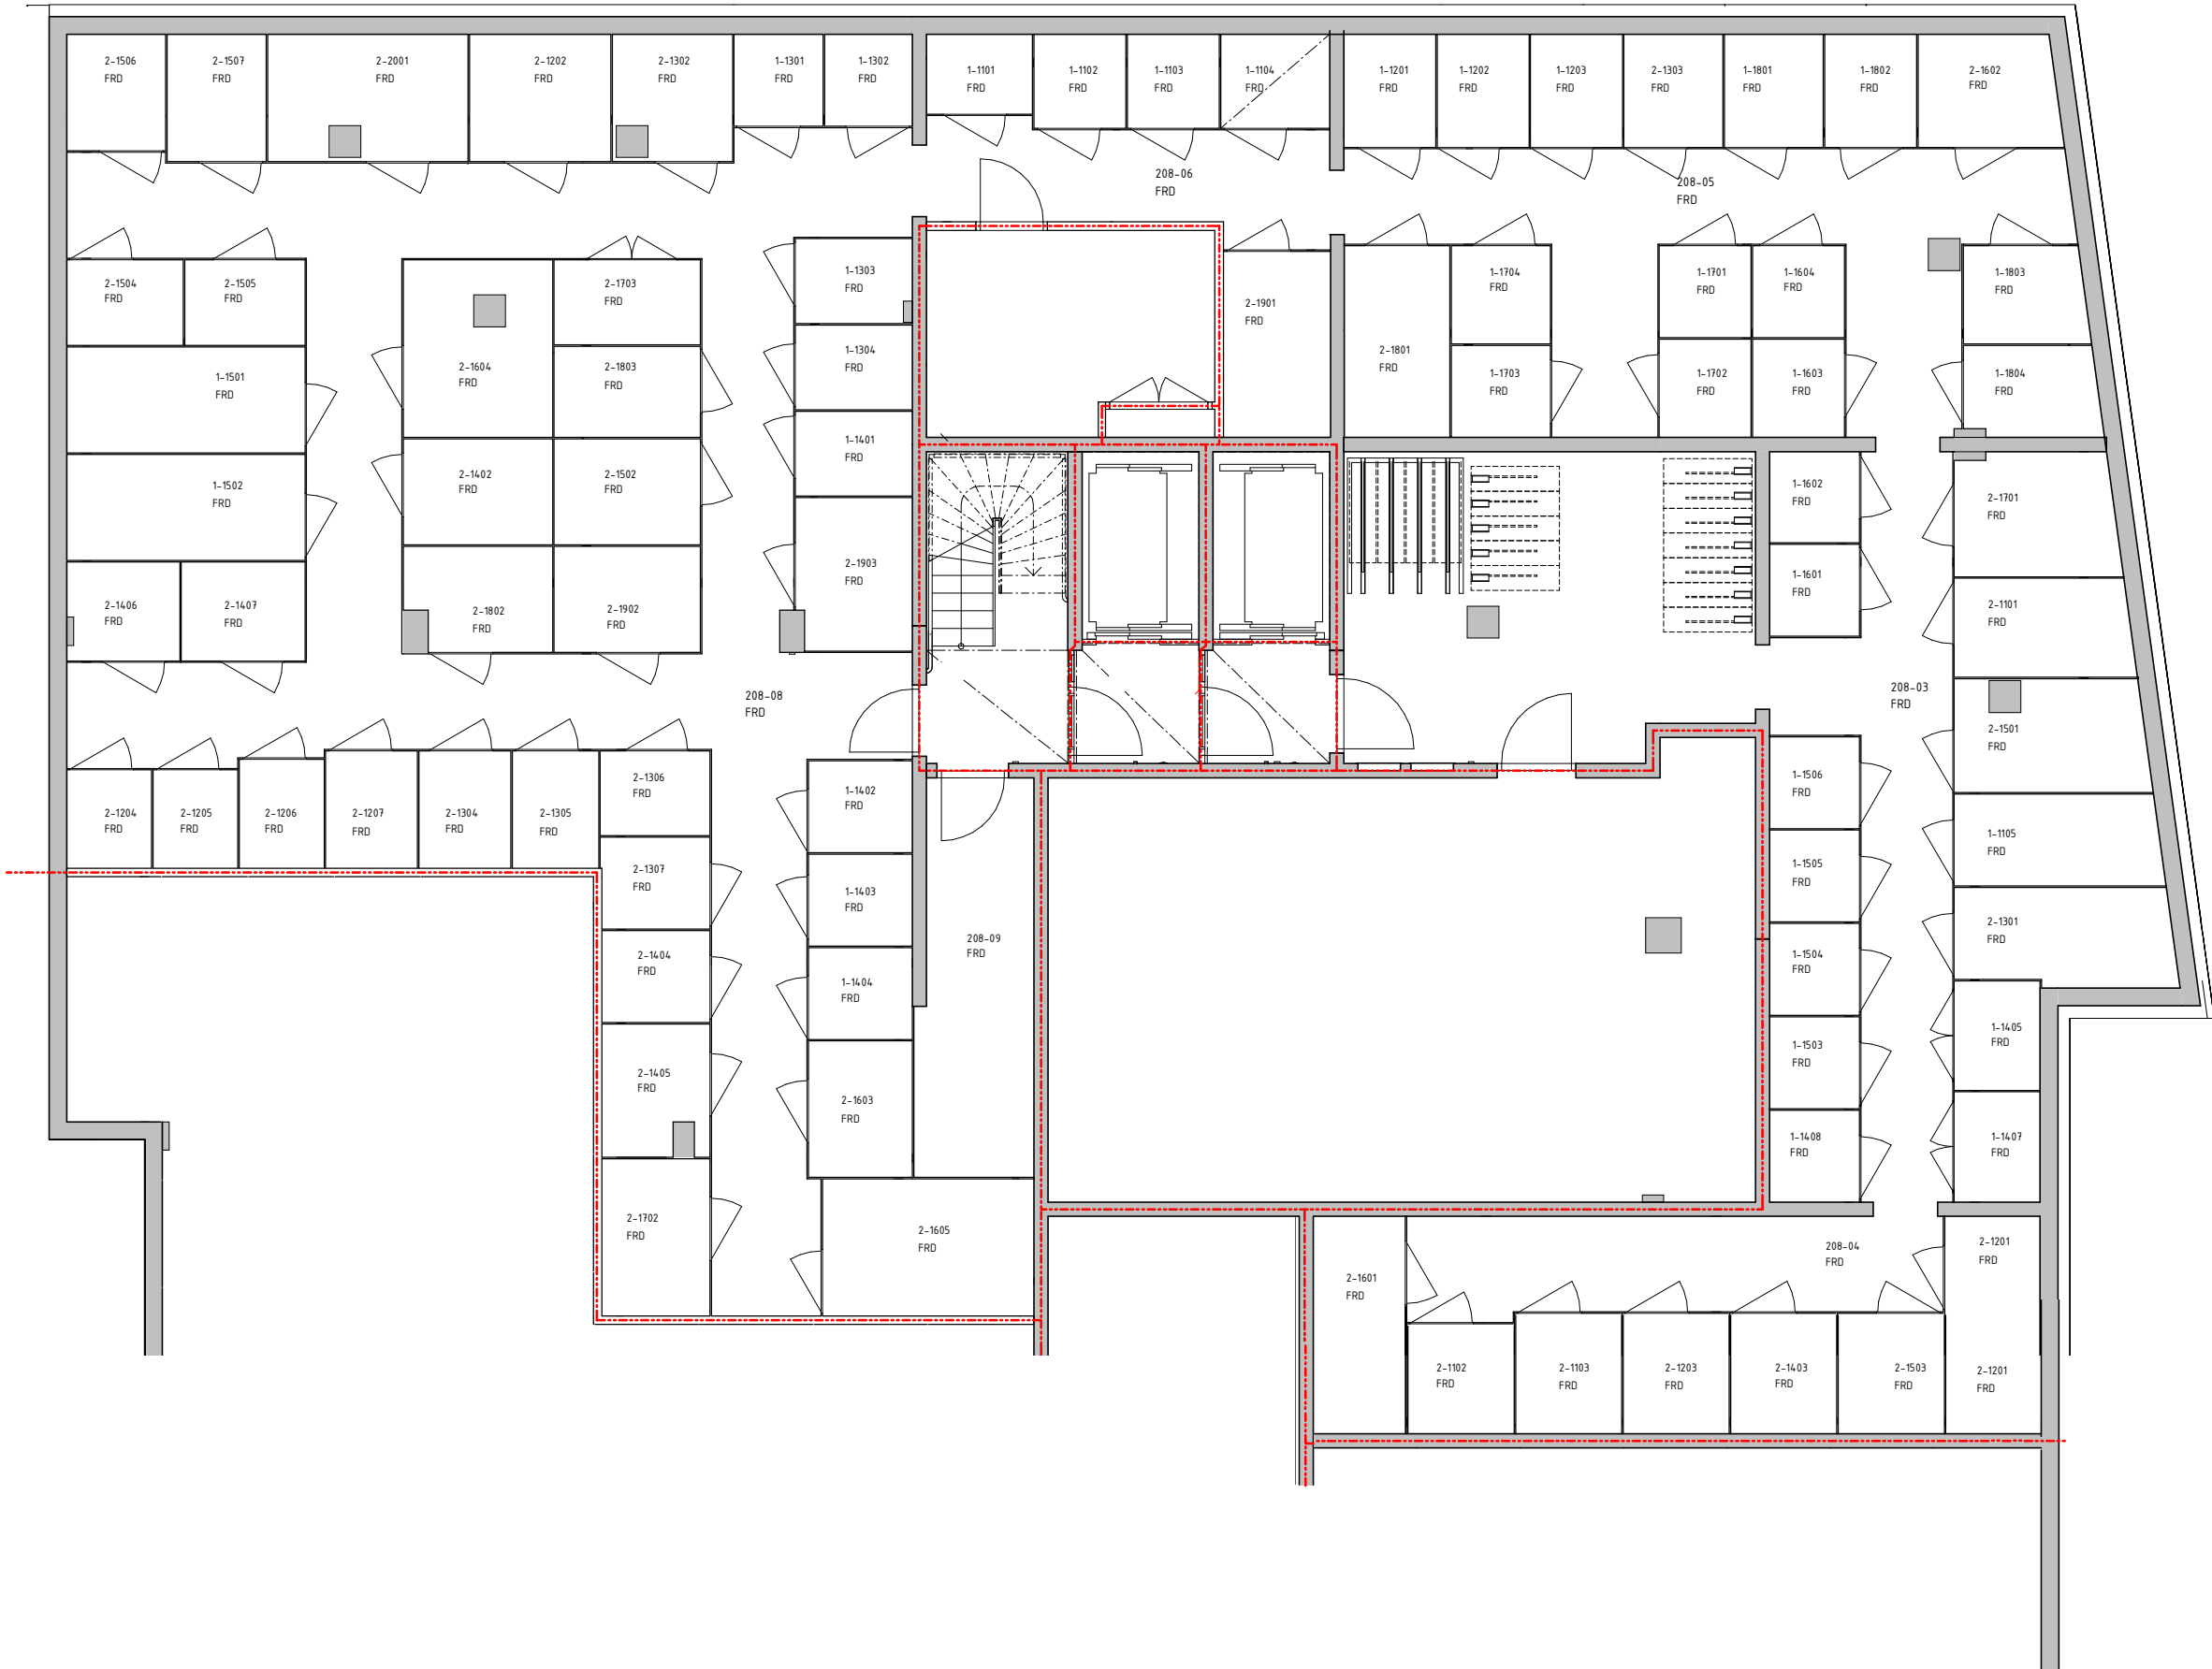 2-1506
FRD
2-1507
FRD
2-2001
FRD
2-1202
FRD
2-1302
FRD
1-1301
FRD
1-1302
FRD
1-1101
FRD
1-1102
FRD
1-1103
FRD
1-1104
FRD
1-1201
FRD
1-1202
FRD
1-1203
FRD
2-1303
FRD
1-1801
FRD
1-1802
FRD
2-1602
FRD
208-06
FRD
208-05
FRD
2-1504
FRD
2-1505
FRD
2-1703
FRD
1-1303
FRD
2-1901
FRD
1-1704
FRD
1-1701
FRD
1-1604
FRD
1-1803
FRD
1-1501
FRD
2-1604
FRD
2-1803
FRD
1-1304
FRD
2-1801
FRD
1-1703
FRD
1-1702
FRD
1-1603
FRD
1-1804
FRD
1-1502
FRD
2-1402
FRD
2-1502
FRD
1-1401
FRD
1-1602
FRD
2-1701
FRD
2-1903
FRD
1-1601
FRD
2-1406
FRD
2-1407
FRD
2-1802
FRD
2-1902
FRD
2-1101
FRD
208-08
FRD
208-03
FRD
2-1501
FRD
2-1204
FRD
2-1205
FRD
2-1206
FRD
2-1207
FRD
2-1304
FRD
2-1305
FRD
2-1306
FRD
1-1402
FRD
1-1506
FRD
1-1105
FRD
2-1307
FRD
1-1403
FRD
1-1505
FRD
2-1301
FRD
2-1404
FRD
1-1404
FRD
208-09
FRD
1-1504
FRD
1-1405
FRD
2-1405
FRD
2-1603
FRD
1-1503
FRD
1-1408
FRD
1-1407
FRD
2-1702
FRD
2-1605
FRD
208-04
FRD
2-1201
FRD
2-1601
FRD
2-1102
FRD
2-1103
FRD
2-1203
FRD
2-1403
FRD
2-1503
FRD
2-1201
FRD